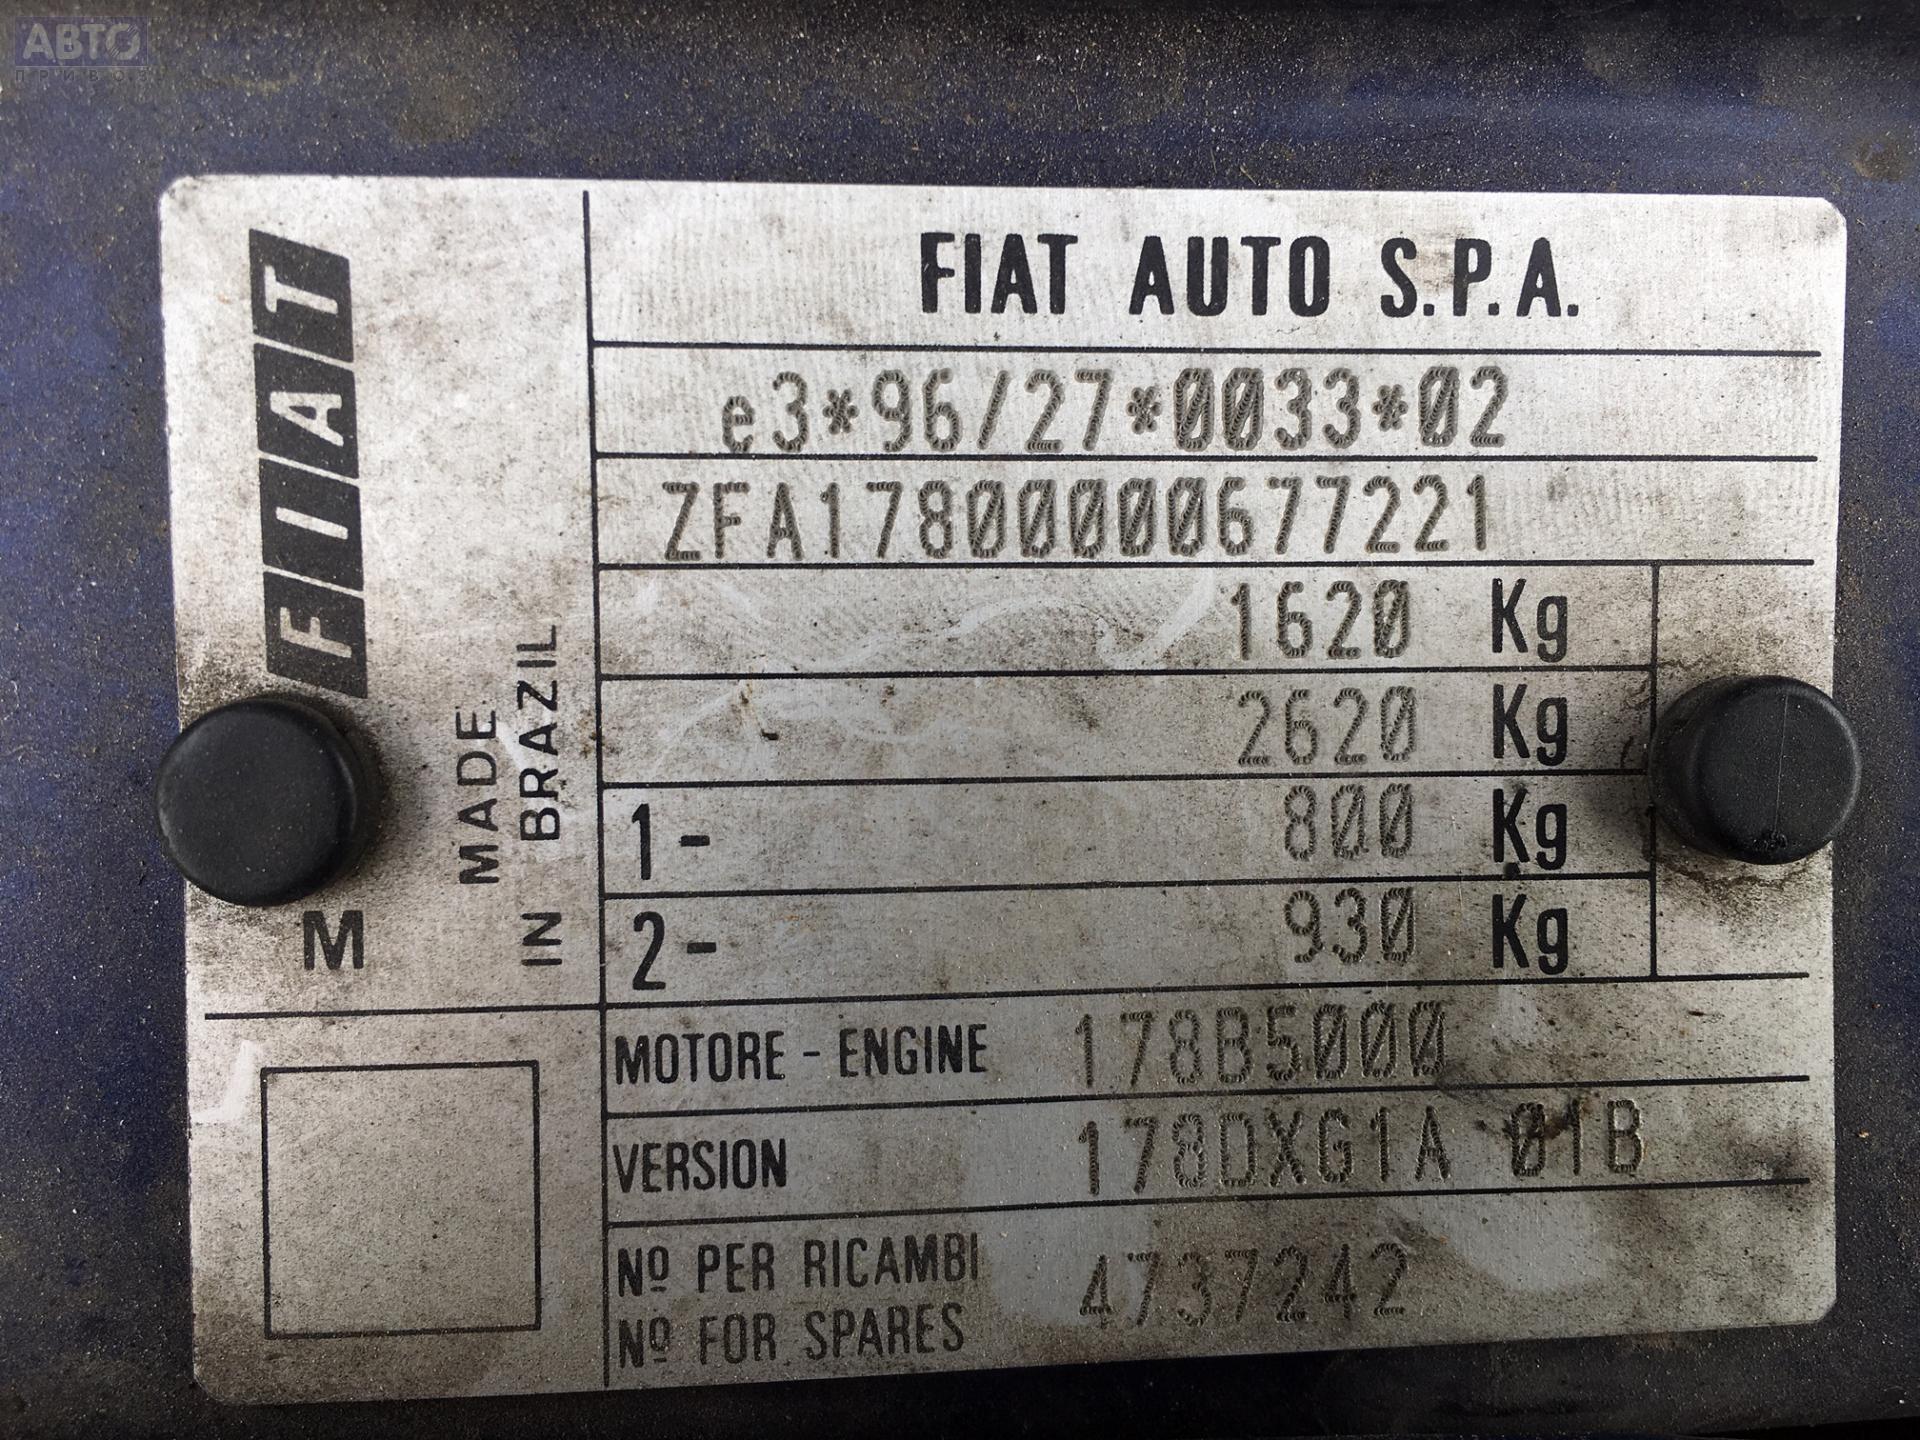 АВТО
ПРИВОЗ
FIAT
MADE
IN BRAZIL
M
FIAT AUTO S.P.A.
e3*96/27*0033*02
ZFA17800000677221
1620 Kg
2620 Kg
1- 800 Kg
2- 930 Kg
MOTORE - ENGINE 178B5000
VERSION 178DXG1A 01B
Nº PER RICAMBI
Nº FOR SPARES 4737242